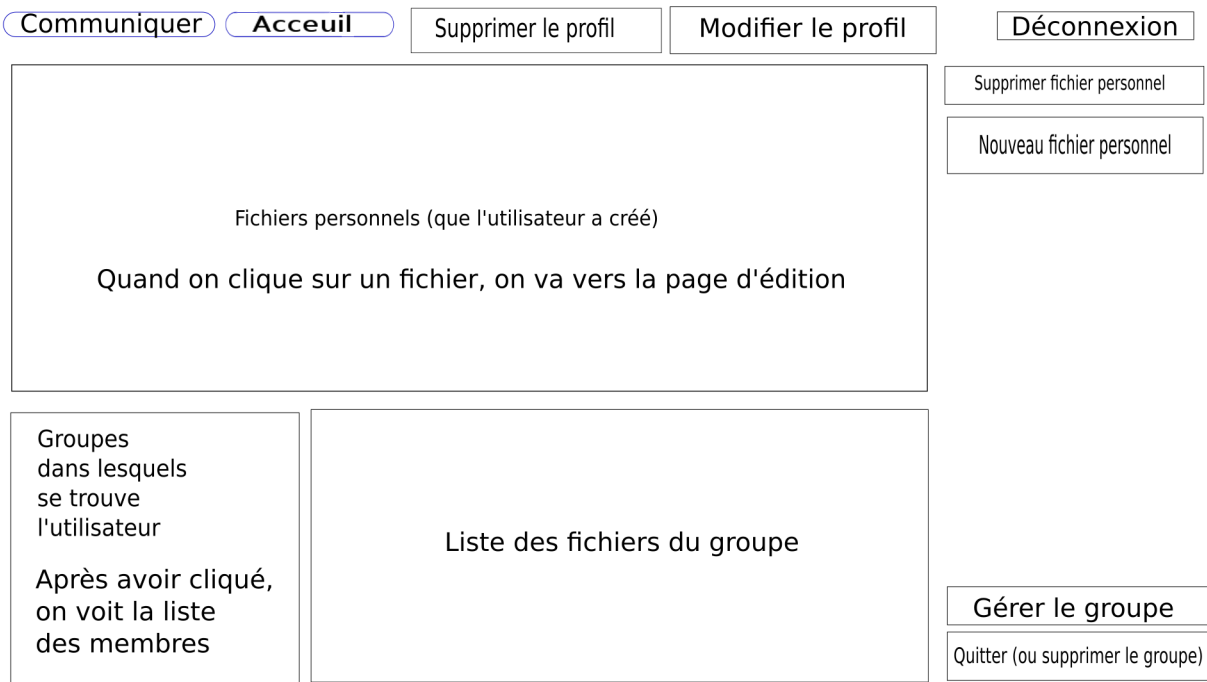 Communiquer
Acceuil
Supprimer le profil
Modifier le profil
Déconnexion
Supprimer fichier personnel
Nouveau fichier personnel
Fichiers personnels (que l'utilisateur a créé)
Quand on clique sur un fichier, on va vers la page d'édition
Groupes
dans lesquels
se trouve
l'utilisateur
Après avoir cliqué,
on voit la liste
des membres
Liste des fichiers du groupe
Gérer le groupe
Quitter (ou supprimer le groupe)